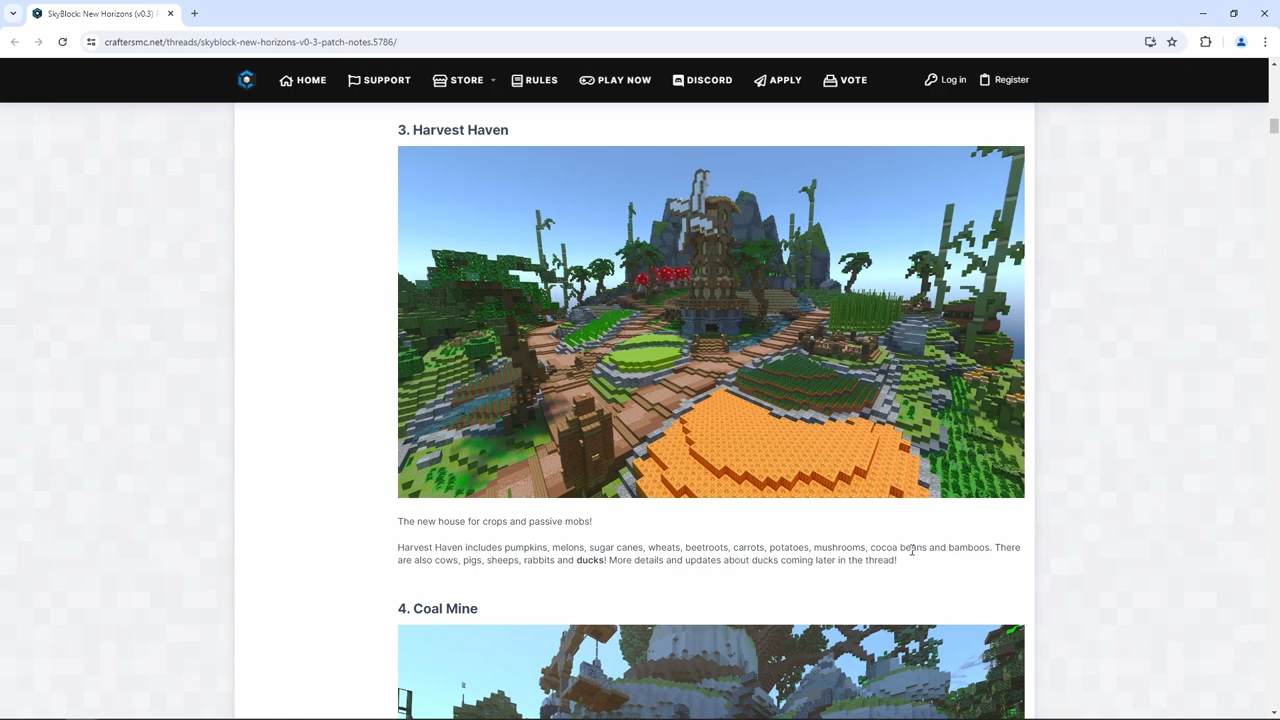 SkyBlock: New Horizons (v0.3)
craftersmc.net/threads/skyblock-new-horizons-v0-3-patch-notes.5786/
HOME SUPPORT STORE RULES PLAY NOW DISCORD APPLY VOTE Log in Register
3. Harvest Haven
The new house for crops and passive mobs!
Harvest Haven includes pumpkins, melons, sugar canes, wheats, beetroots, carrots, potatoes, mushrooms, cocoa beans and bamboos. There
are also cows, pigs, sheeps, rabbits and ducks! More details and updates about ducks coming later in the thread!
4. Coal Mine